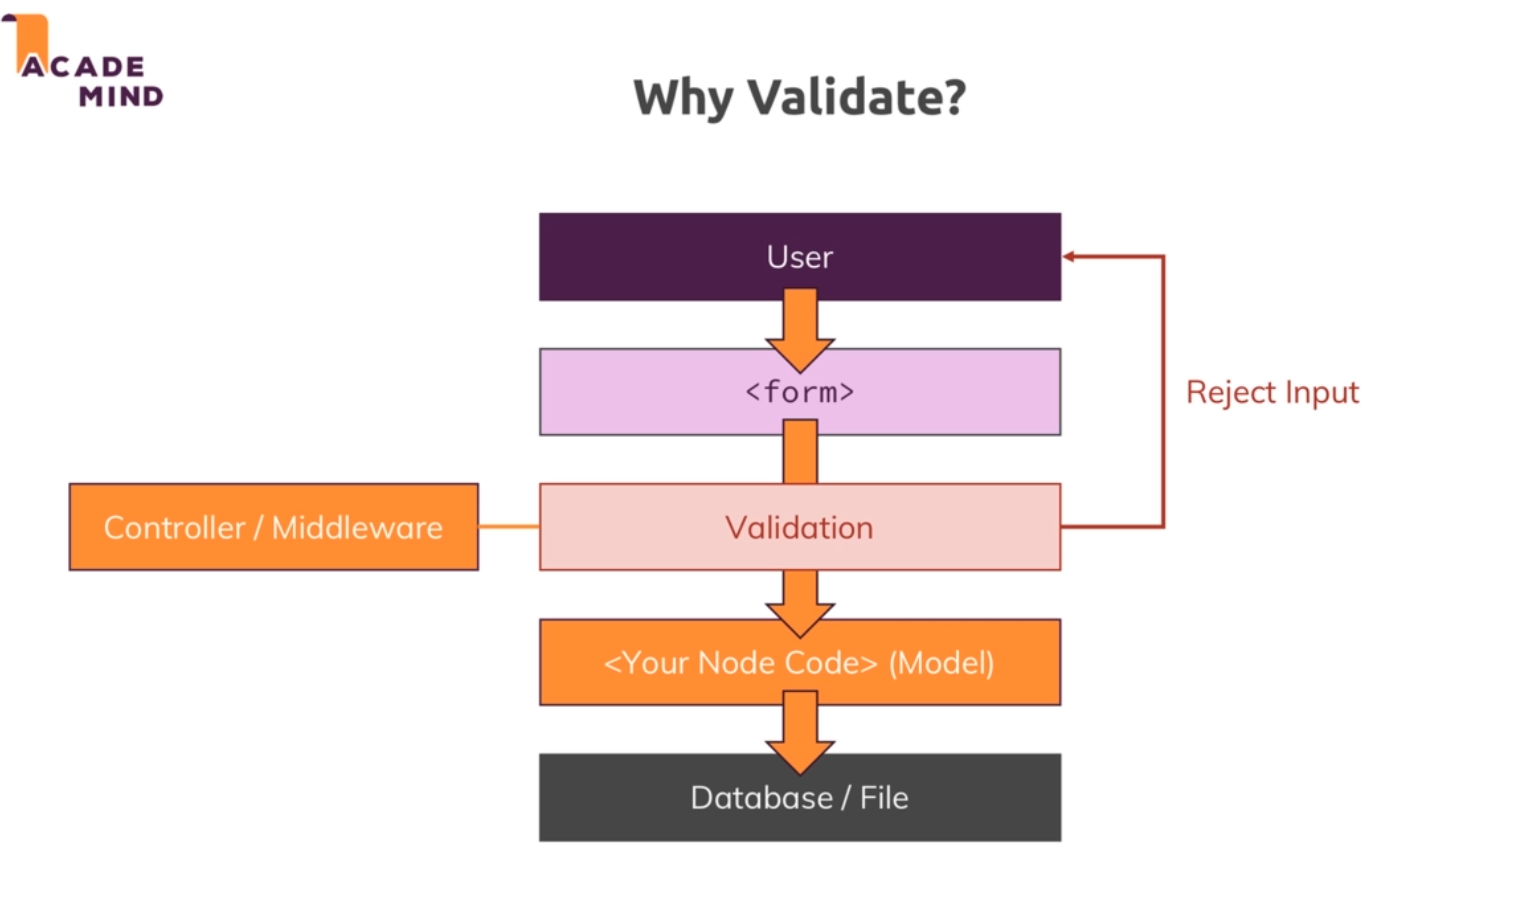 ACADE
MIND
Why Validate?
User
<form>
Reject Input
Controller / Middleware
Validation
<Your Node Code> (Model)
Database / File